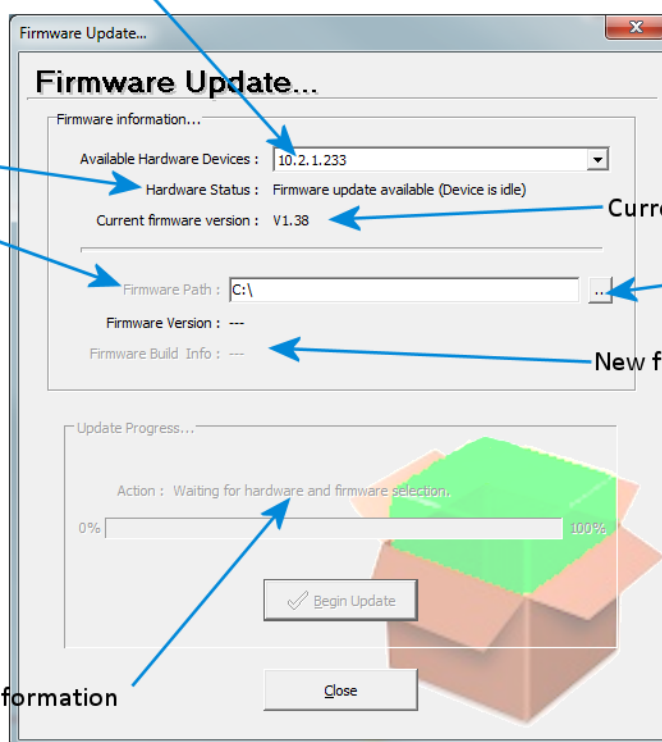 Firmware Update...
Firmware Update...
Firmware information...
Available Hardware Devices : 10.2.1.233
Hardware Status : Firmware update available (Device is idle)
Current firmware version : V1.38
Firmware Path : C:\ ...
Firmware Version : ---
Firmware Build Info : ---
New
Update Progress...
Action : Waiting for hardware and firmware selection.
0% 100%
Begin Update
Close